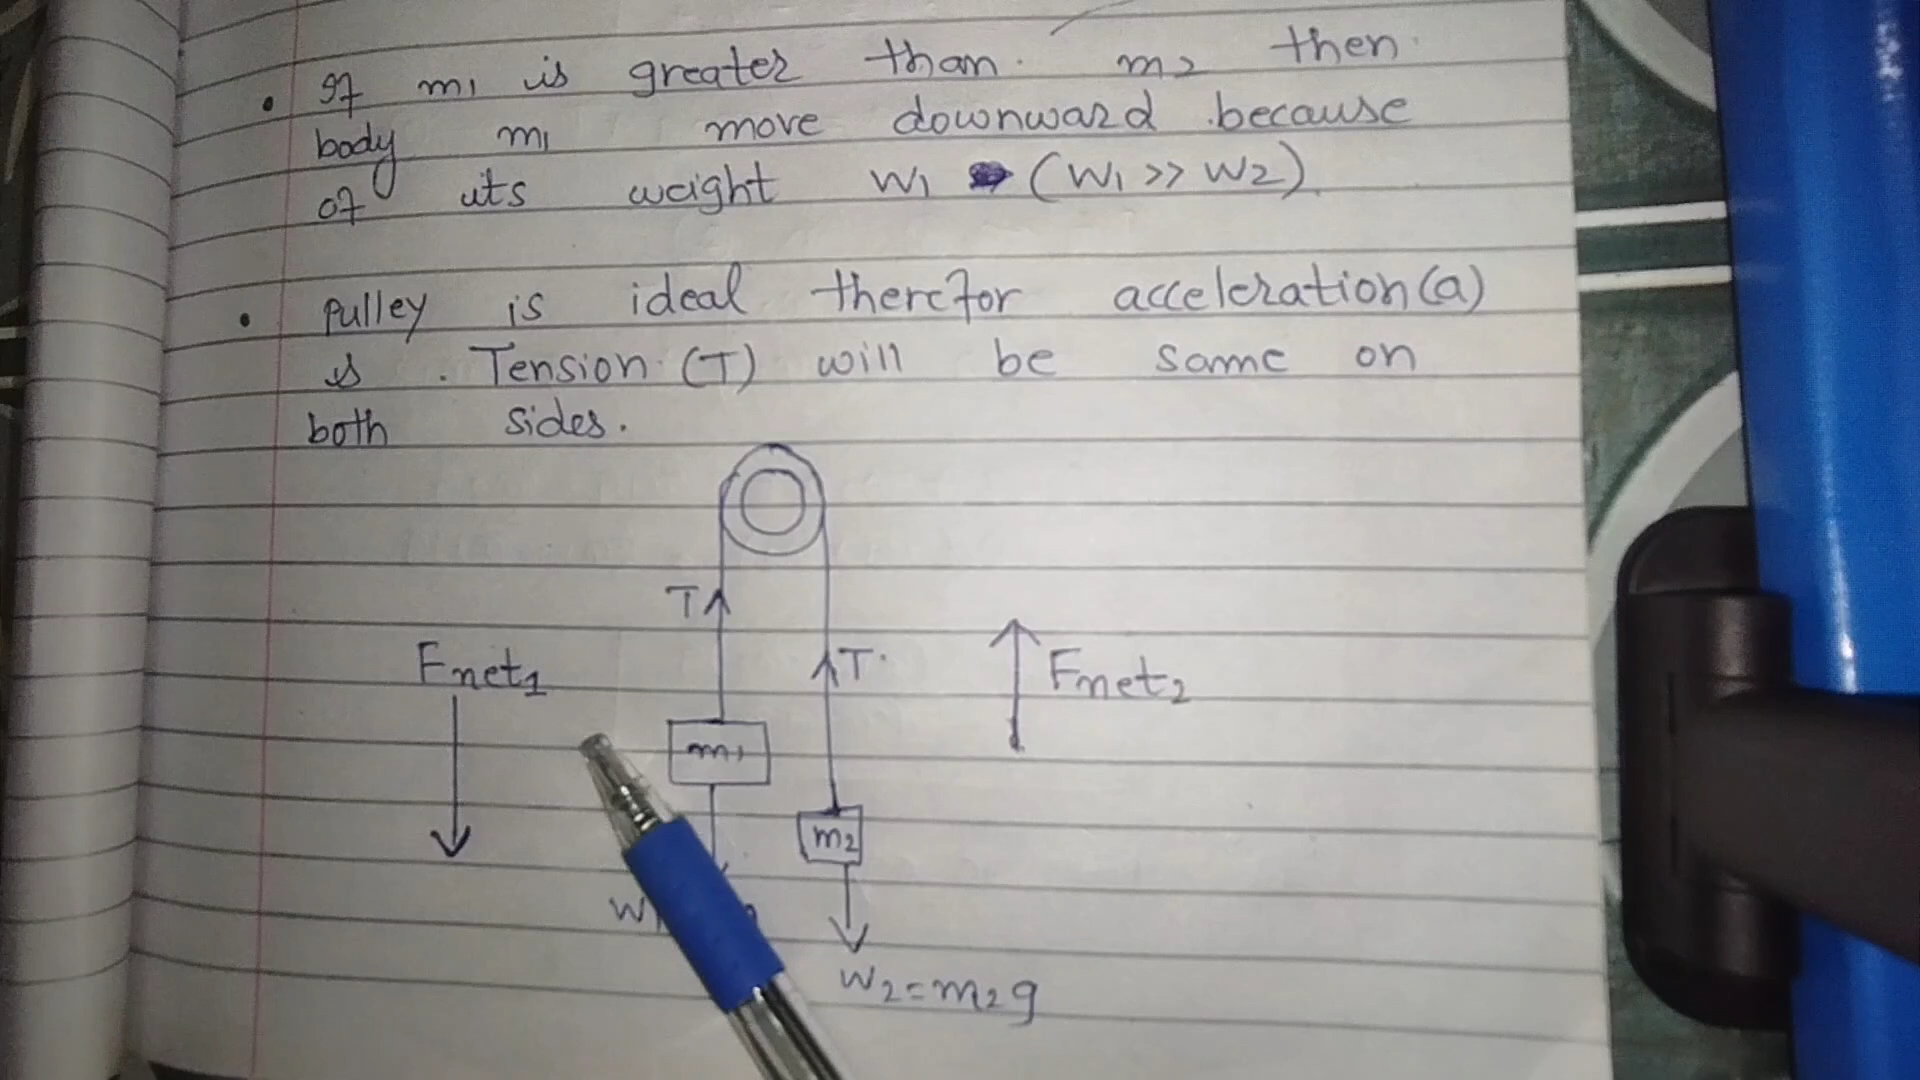 • If m1 is greater than m2 then
body m1 move downward because
of its weight W1 (W1 >> W2)
• Pulley is ideal therefor acceleration (a)
is . Tension (T) will be same on
both sides.
T
Fnet1
T
Fnet2
m1
m2
W2 = m2g